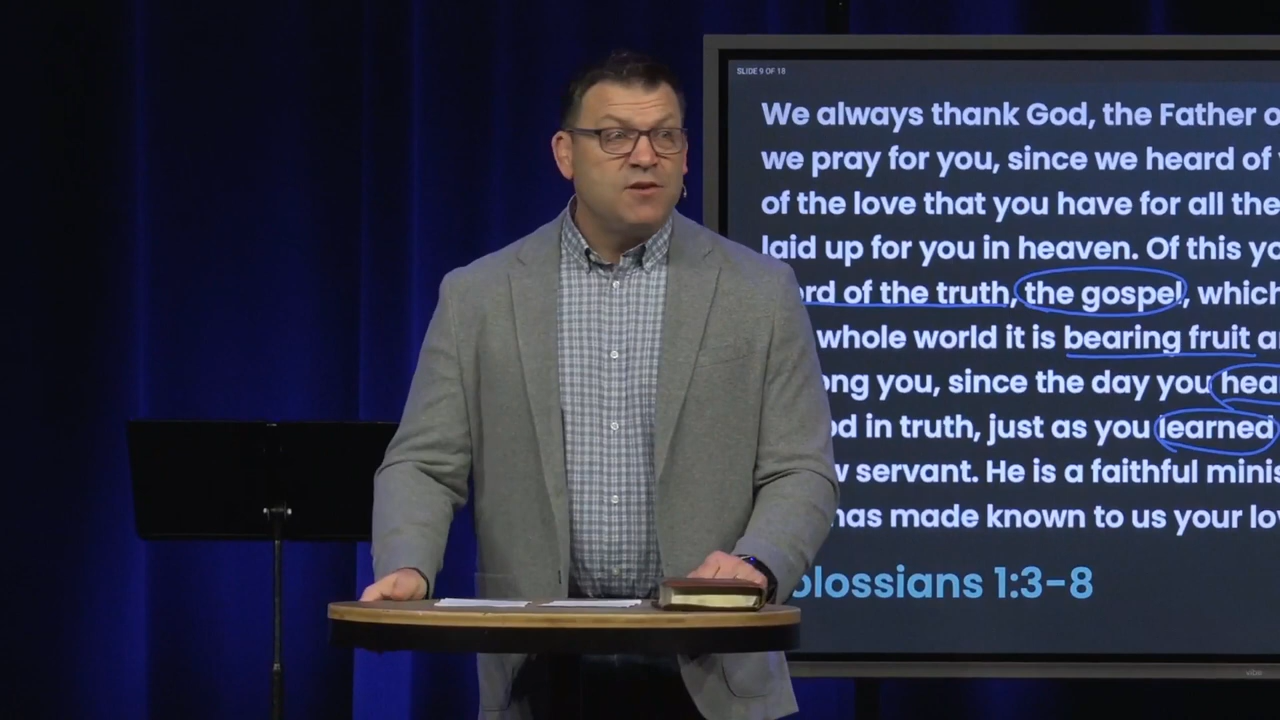 SLIDE 9 OF 18
We always thank God, the Father o
we pray for you, since we heard of
of the love that you have for all the
laid up for you in heaven. Of this yo
ord of the truth, the gospel, which
whole world it is bearing fruit a
ong you, since the day you hea
od in truth, just as you learned
w servant. He is a faithful minis
has made known to us your lov
olossians 1:3–8
vibe